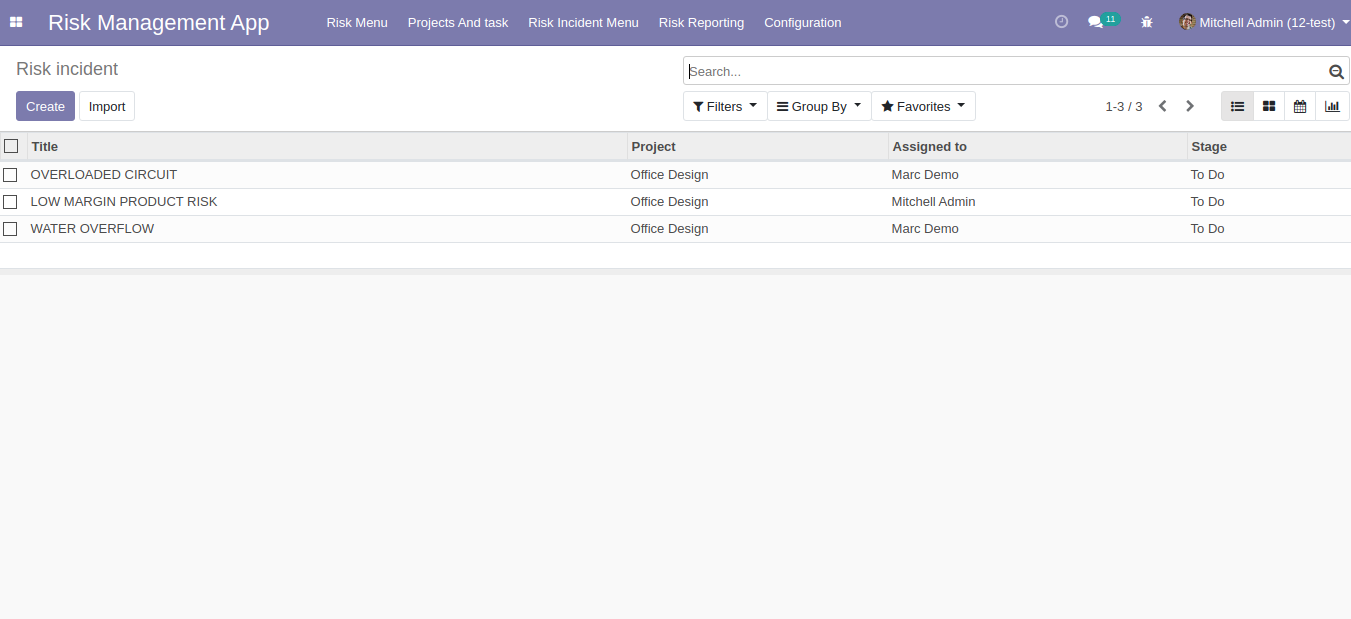 Risk Management App Risk Menu Projects And task Risk Incident Menu Risk Reporting Configuration 11 Mitchell Admin (12-test)
Risk incident Search...
Create Import Filters Group By Favorites 1-3 / 3
Title Project Assigned to Stage
OVERLOADED CIRCUIT Office Design Marc Demo To Do
LOW MARGIN PRODUCT RISK Office Design Mitchell Admin To Do
WATER OVERFLOW Office Design Marc Demo To Do